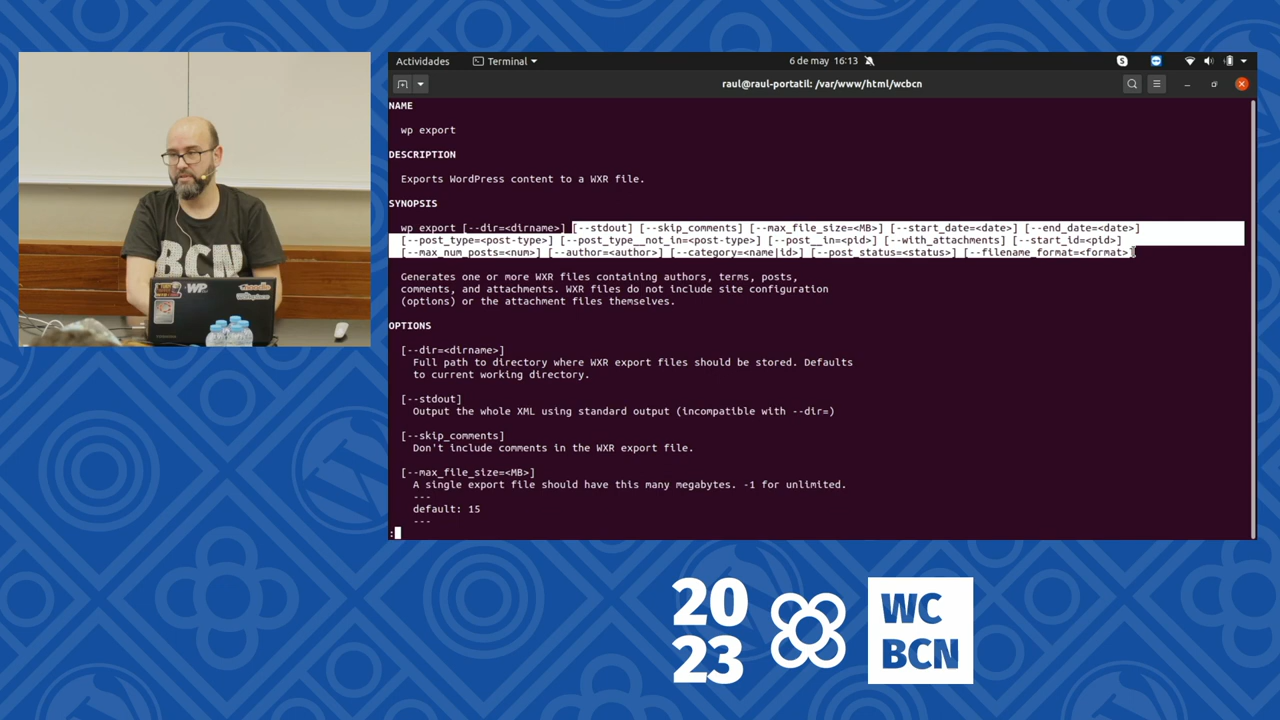 Actividades
Terminal
6 de may 16:13
raul@raul-portatil: /var/www/html/wcbcn
NAME
wp export
DESCRIPTION
Exports WordPress content to a WXR file.
SYNOPSIS
wp export [--dir=<dirname>] [--stdout] [--skip_comments] [--max_file_size=<MB>] [--start_date=<date>] [--end_date=<date>]
[--post_type=<post-type>] [--post_type__not_in=<post-type>] [--post__in=<pid>] [--with_attachments] [--start_id=<pid>]
[--max_num_posts=<num>] [--author=<author>] [--category=<name|id>] [--post_status=<status>] [--filename_format=<format>]
Generates one or more WXR files containing authors, terms, posts,
comments, and attachments. WXR files do not include site configuration
(options) or the attachment files themselves.
OPTIONS
[--dir=<dirname>]
Full path to directory where WXR export files should be stored. Defaults
to current working directory.
[--stdout]
Output the whole XML using standard output (incompatible with --dir=)
[--skip_comments]
Don't include comments in the WXR export file.
[--max_file_size=<MB>]
A single export file should have this many megabytes. -1 for unlimited.
---
default: 15
---
:
BCN
WP
20
23
WC
BCN